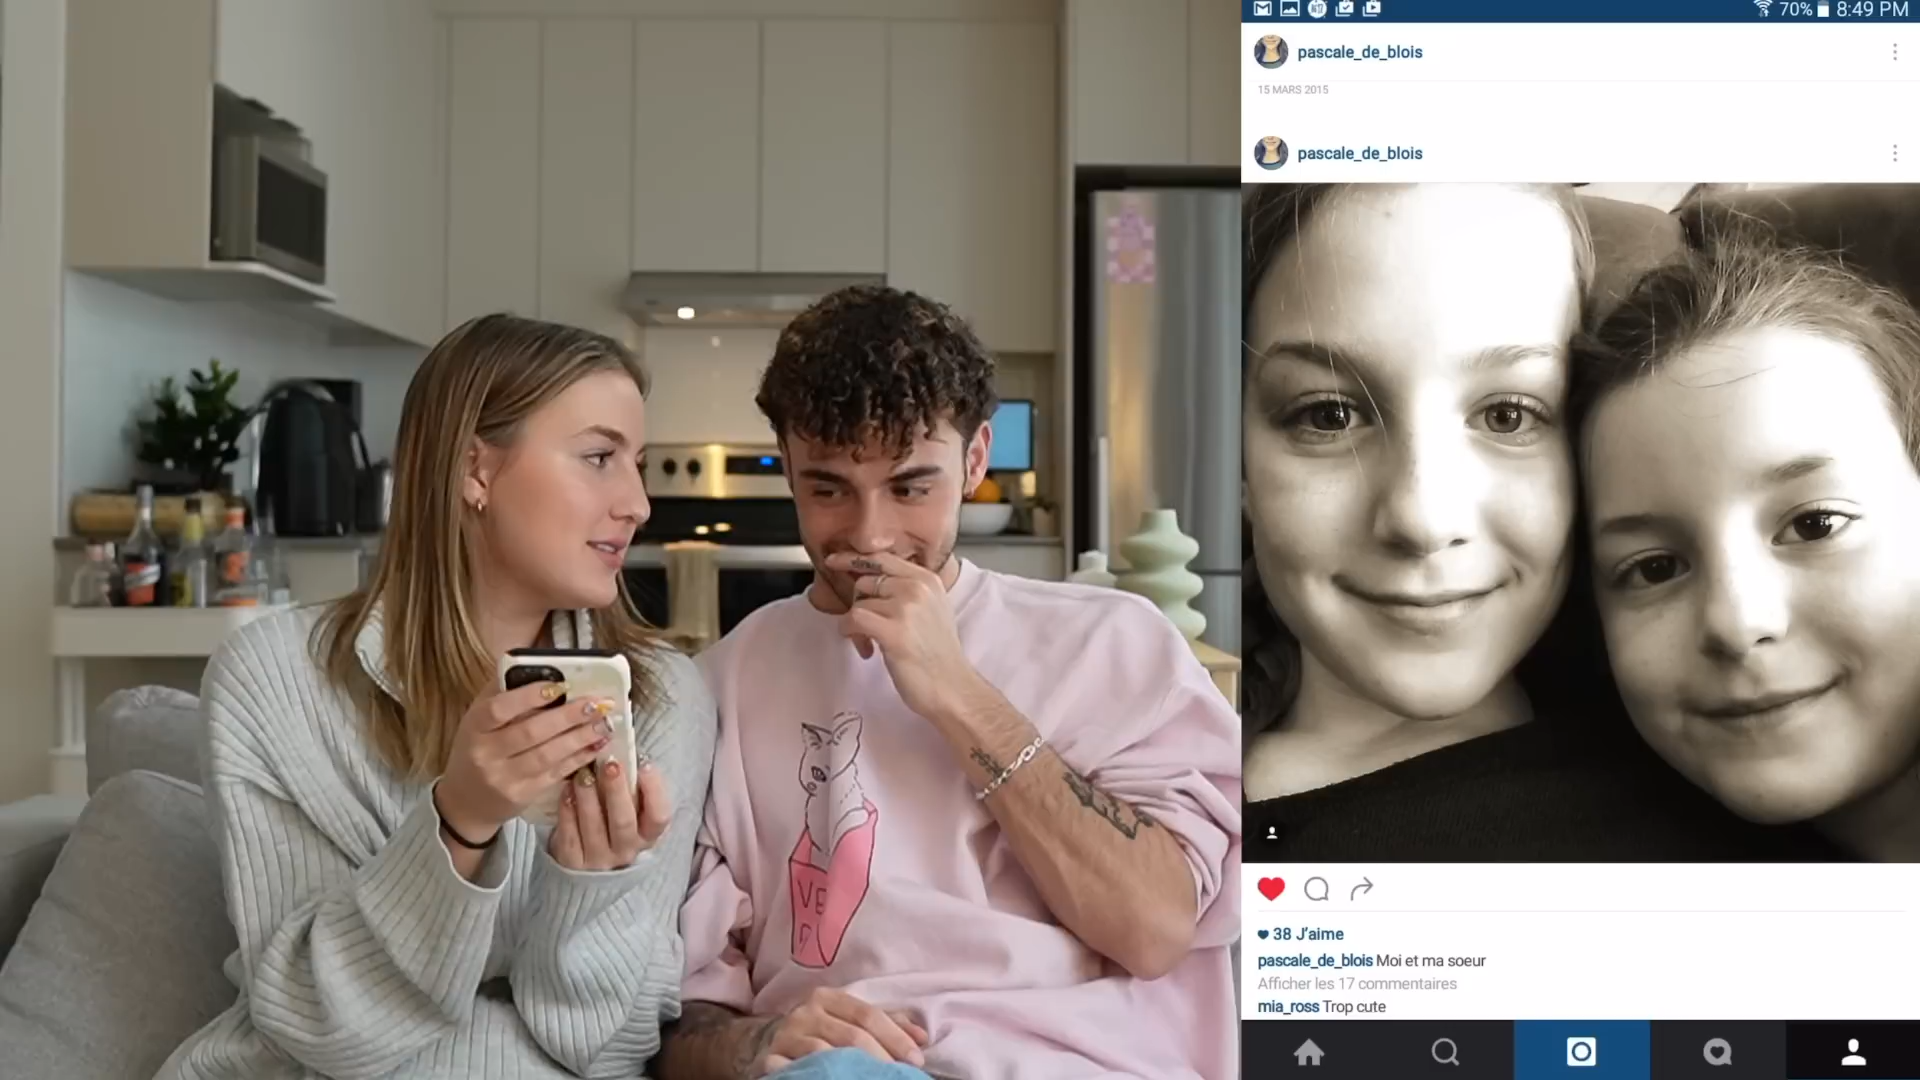 70% 8:49 PM
pascale_de_blois
15 MARS 2015
pascale_de_blois
38 J'aime
pascale_de_blois Moi et ma soeur
Afficher les 17 commentaires
mia_ross Trop cute